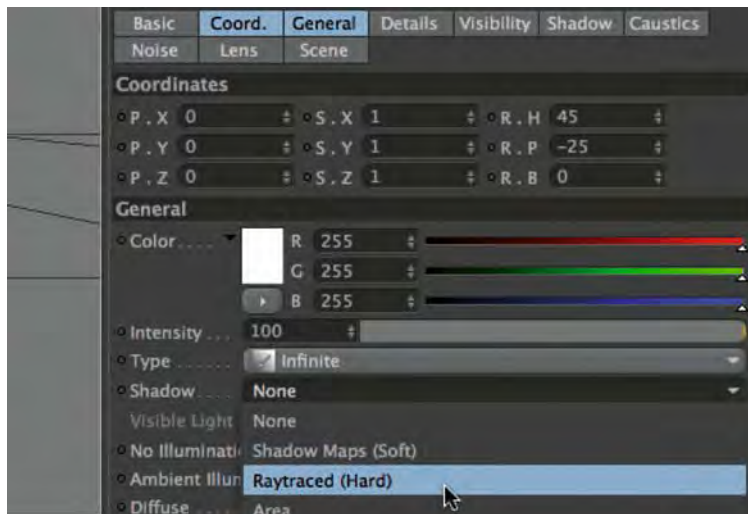 Basic Coord. General Details Visibility Shadow Caustics
Noise Lens Scene
Coordinates
P . X 0 S . X 1 R . H 45
P . Y 0 S . Y 1 R . P -25
P . Z 0 S . Z 1 R . B 0
General
Color . . . . R 255
G 255
B 255
Intensity . . . 100
Type . . . . . . Infinite
Shadow . . . . None
Visible Light None
No Illuminati Shadow Maps (Soft)
Ambient Illun Raytraced (Hard)
Diffuse . . . . Area